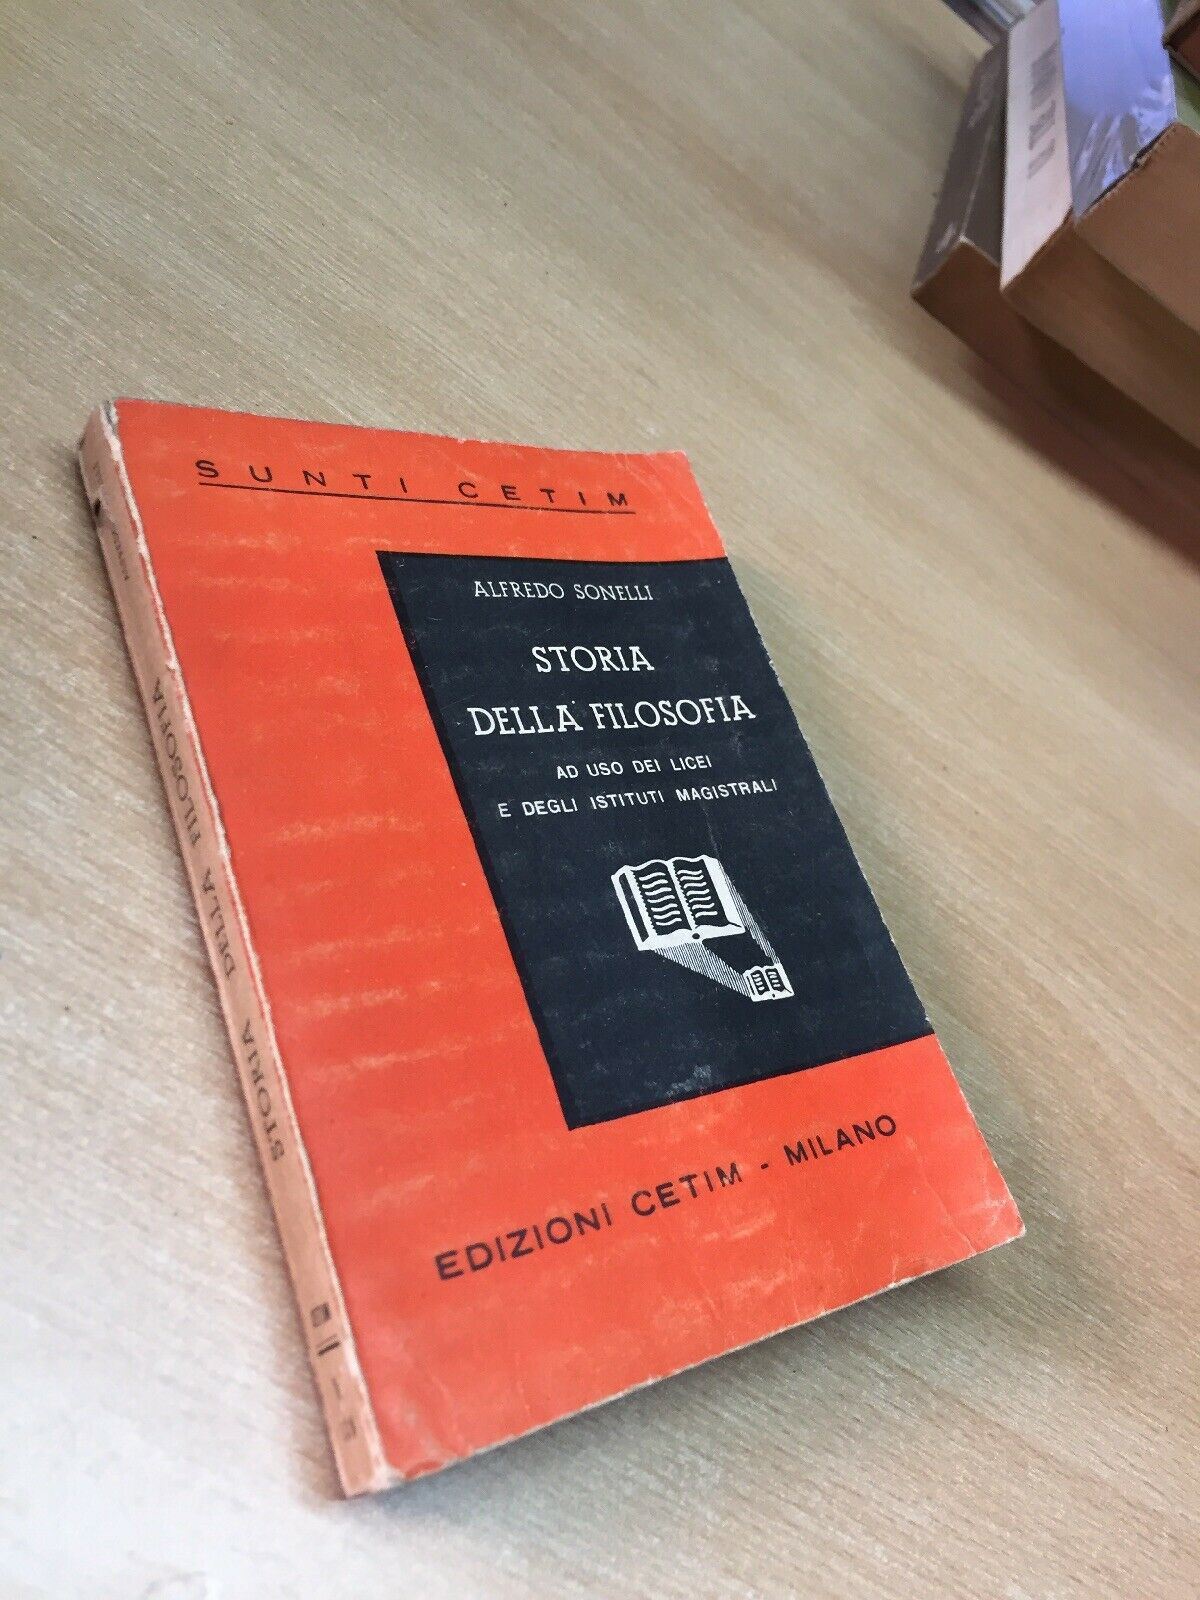 SUNTI CETIM
ALFREDO SONELLI
STORIA
DELLA FILOSOFIA
AD USO DEI LICEI
E DEGLI ISTITUTI MAGISTRALI
EDIZIONI CETIM - MILANO
STORIA DELLA FILOSOFIA